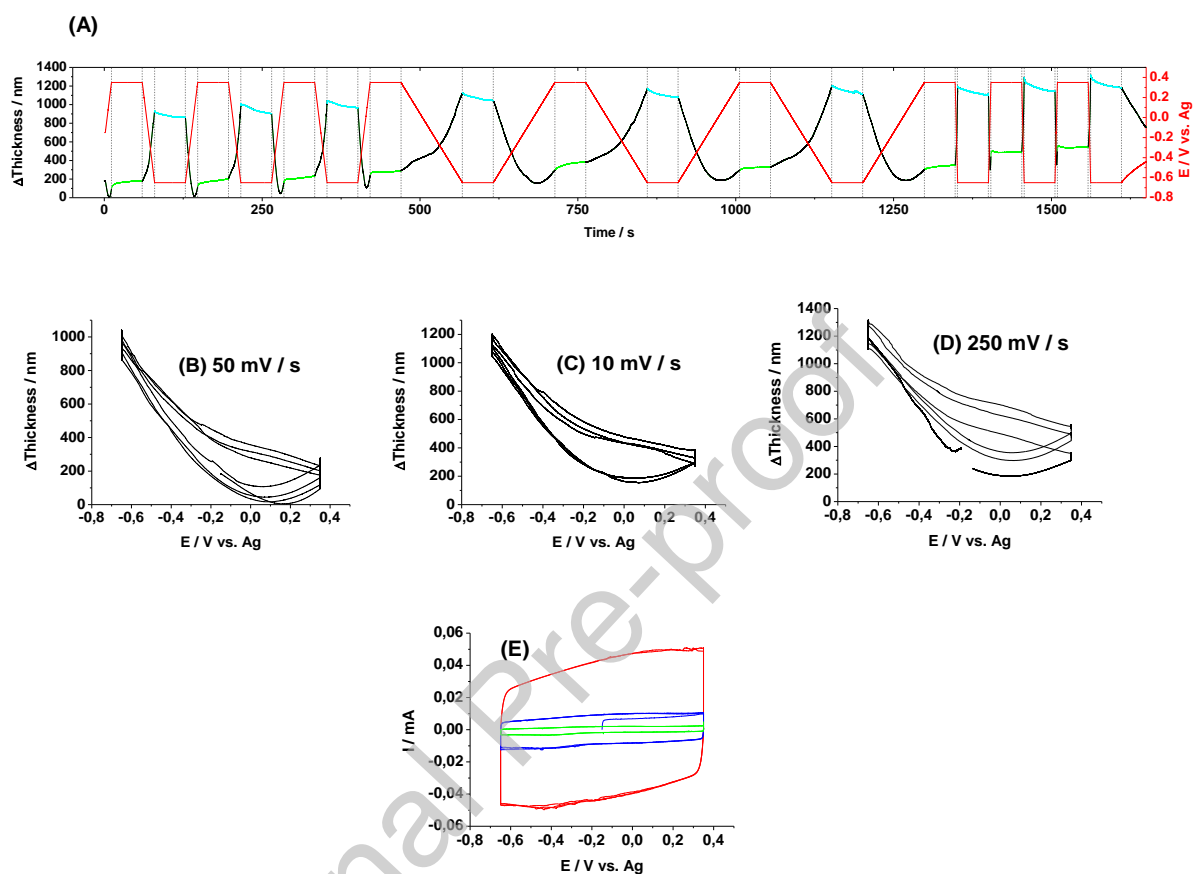 (A)
ΔThickness / nm
1400
1200
1000
800
600
400
200
0
0 250 500 750 1000 1250 1500
Time / s
0.4
0.2
0.0
-0.2
-0.4
-0.6
-0.8
E / V vs. Ag
(B) 50 mV / s
ΔThickness / nm
1000
800
600
400
200
0
-0,8 -0,6 -0,4 -0,2 0,0 0,2 0,4
E / V vs. Ag
(C) 10 mV / s
ΔThickness / nm
1200
1000
800
600
400
200
0
-0,8 -0,6 -0,4 -0,2 0,0 0,2 0,4
E / V vs. Ag
(D) 250 mV / s
ΔThickness / nm
1400
1200
1000
800
600
400
200
0
-0,8 -0,6 -0,4 -0,2 0,0 0,2 0,4
E / V vs. Ag
(E)
I / mA
0,06
0,04
0,02
0,00
-0,02
-0,04
-0,06
-0,8 -0,6 -0,4 -0,2 0,0 0,2 0,4
E / V vs. Ag
nal Pre-proof